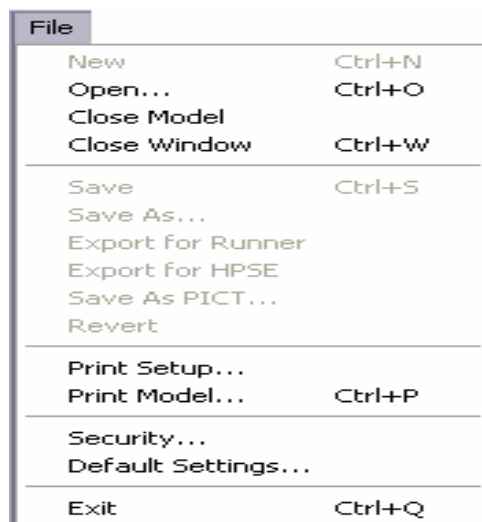 File
New Ctrl+N
Open... Ctrl+O
Close Model
Close Window Ctrl+W
Save Ctrl+S
Save As...
Export for Runner
Export for HPSE
Save As PICT...
Revert
Print Setup...
Print Model... Ctrl+P
Security...
Default Settings...
Exit Ctrl+Q